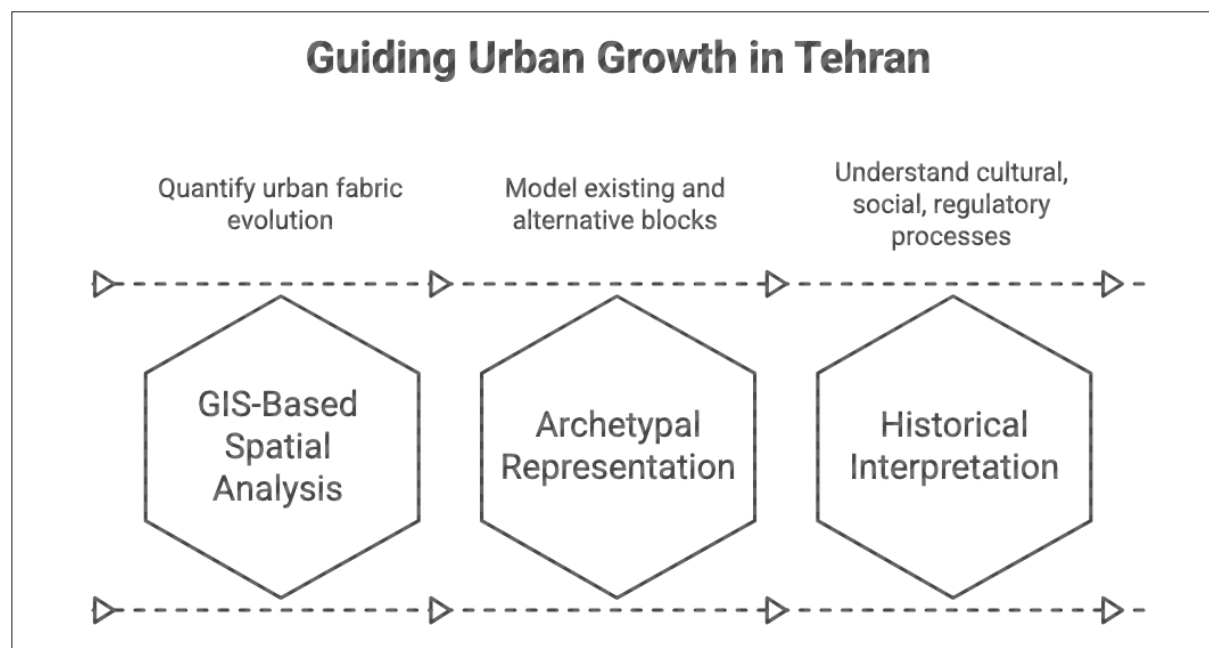 Guiding Urban Growth in Tehran
Quantify urban fabric
evolution
Model existing and
alternative blocks
Understand cultural,
social, regulatory
processes
GIS-Based
Spatial
Analysis
Archetypal
Representation
Historical
Interpretation